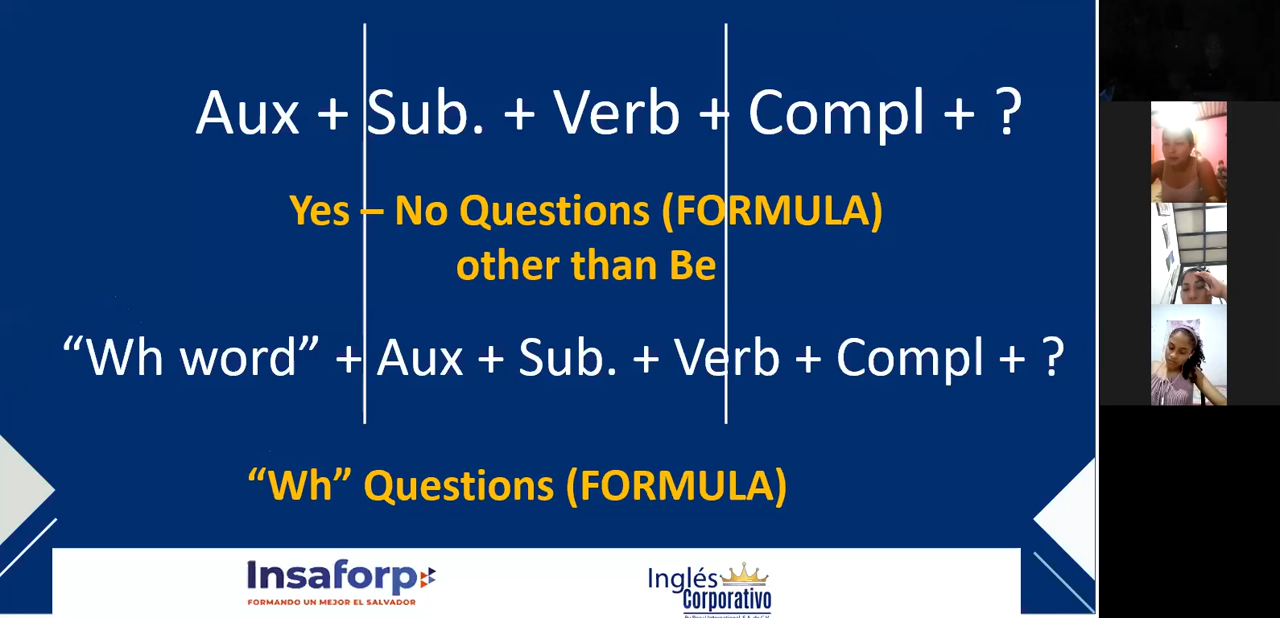 Aux + Sub. + Verb + Compl + ?
Yes – No Questions (FORMULA)
other than Be
“Wh word” + Aux + Sub. + Verb + Compl + ?
“Wh” Questions (FORMULA)
Insaforp
FORMANDO UN MEJOR EL SALVADOR
Inglés
Corporativo